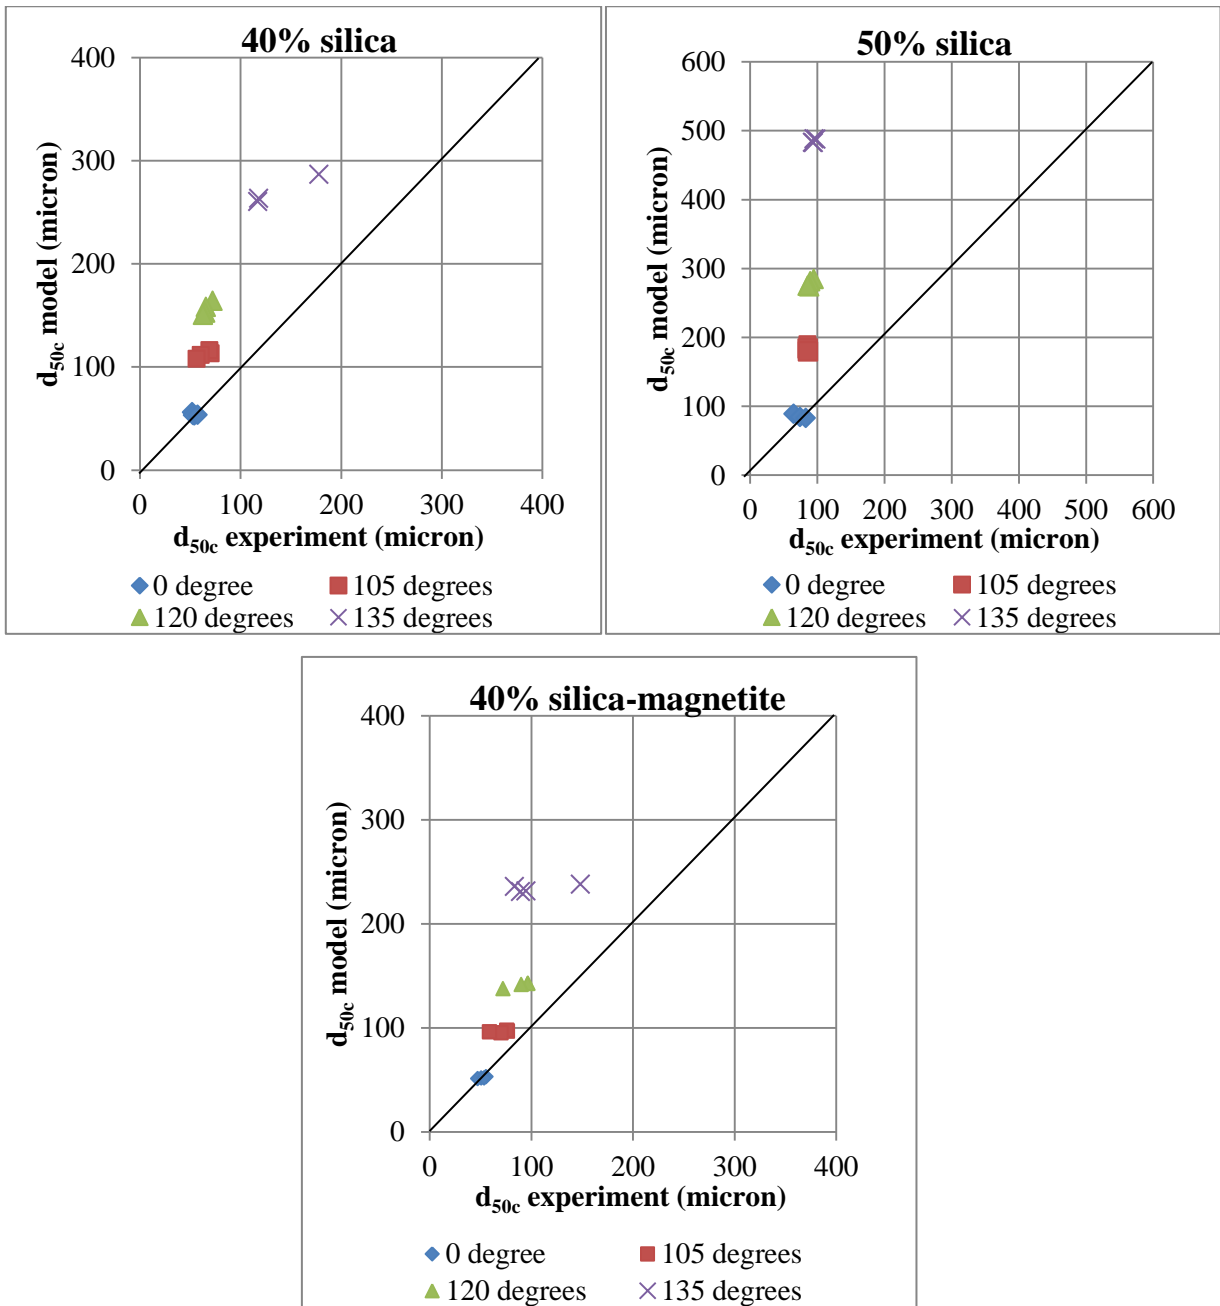 40% silica
400
300
200
100
0
0 100 200 300 400
d50c model (micron)
d50c experiment (micron)
0 degree 105 degrees
120 degrees 135 degrees
50% silica
600
500
400
300
200
100
0
0 100 200 300 400 500 600
d50c model (micron)
d50c experiment (micron)
0 degree 105 degrees
120 degrees 135 degrees
40% silica-magnetite
400
300
200
100
0
0 100 200 300 400
d50c model (micron)
d50c experiment (micron)
0 degree 105 degrees
120 degrees 135 degrees